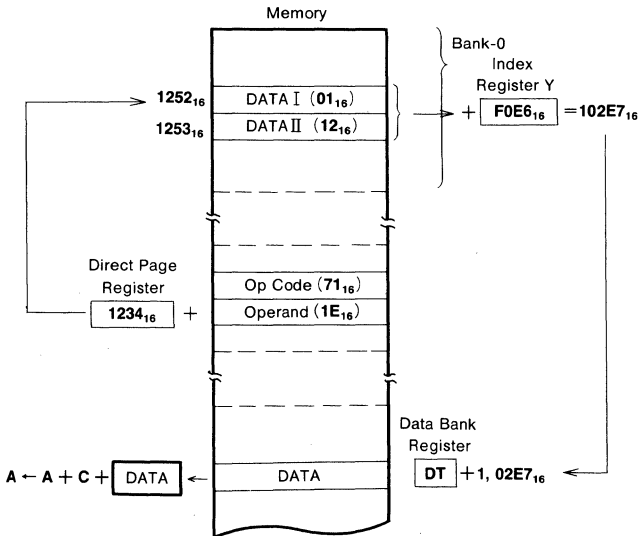 Memory
Bank-0
Index
Register Y
1252₁₆ DATA Ⅰ (01₁₆) + F0E6₁₆ = 102E7₁₆
1253₁₆ DATA Ⅱ (12₁₆)
Direct Page
Register
Op Code (71₁₆)
1234₁₆ + Operand (1E₁₆)
Data Bank
Register
A ← A + C + DATA ← DATA DT + 1, 02E7₁₆